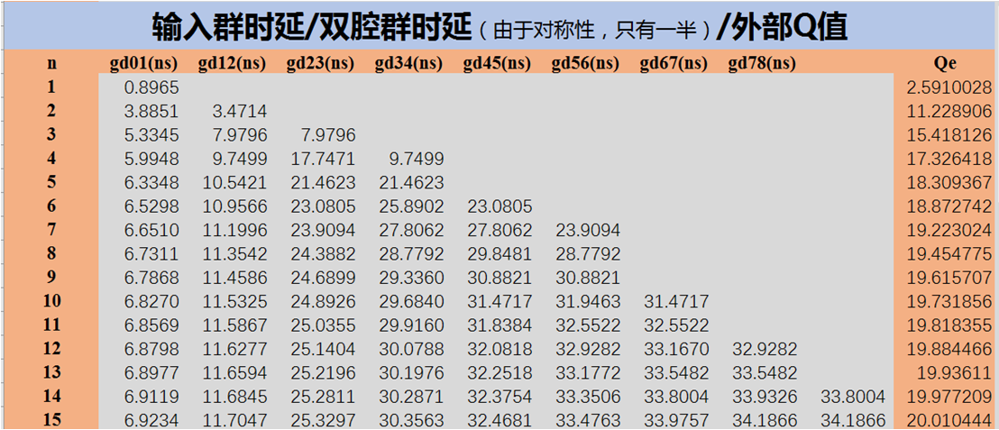 输入群时延/双腔群时延（由于对称性，只有一半）/外部Q值
n gd01(ns) gd12(ns) gd23(ns) gd34(ns) gd45(ns) gd56(ns) gd67(ns) gd78(ns) Qe
1 0.8965 2.5910028
2 3.8851 3.4714 11.228906
3 5.3345 7.9796 7.9796 15.418126
4 5.9948 9.7499 17.7471 9.7499 17.326418
5 6.3348 10.5421 21.4623 21.4623 18.309367
6 6.5298 10.9566 23.0805 25.8902 23.0805 18.872742
7 6.6510 11.1996 23.9094 27.8062 27.8062 23.9094 19.223024
8 6.7311 11.3542 24.3882 28.7792 29.8481 28.7792 19.454775
9 6.7868 11.4586 24.6899 29.3360 30.8821 30.8821 19.615707
10 6.8270 11.5325 24.8926 29.6840 31.4717 31.9463 31.4717 19.731856
11 6.8569 11.5867 25.0355 29.9160 31.8384 32.5522 32.5522 19.818355
12 6.8798 11.6277 25.1404 30.0788 32.0818 32.9282 33.1670 32.9282 19.884466
13 6.8977 11.6594 25.2196 30.1976 32.2518 33.1772 33.5482 33.5482 19.93611
14 6.9119 11.6845 25.2811 30.2871 32.3754 33.3506 33.8004 33.9326 33.8004 19.977209
15 6.9234 11.7047 25.3297 30.3563 32.4681 33.4763 33.9757 34.1866 34.1866 20.010444